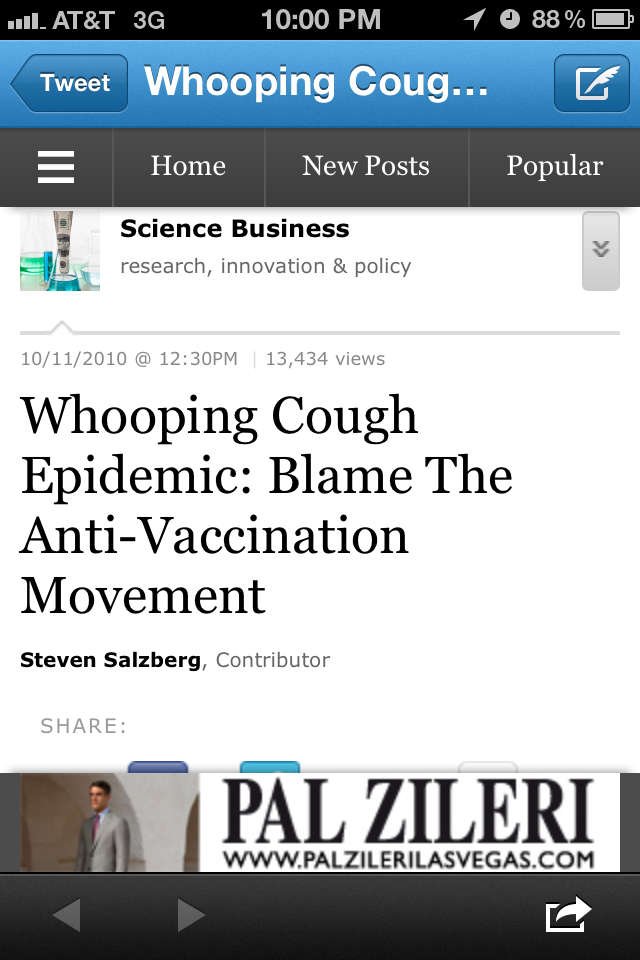 AT&T 3G 10:00 PM 88%
Tweet Whooping Coug...
Home New Posts Popular
Science Business
research, innovation & policy
10/11/2010 @ 12:30PM | 13,434 views
Whooping Cough
Epidemic: Blame The
Anti-Vaccination
Movement
Steven Salzberg, Contributor
SHARE:
PAL ZILERI
WWW.PALZILERILASVEGAS.COM